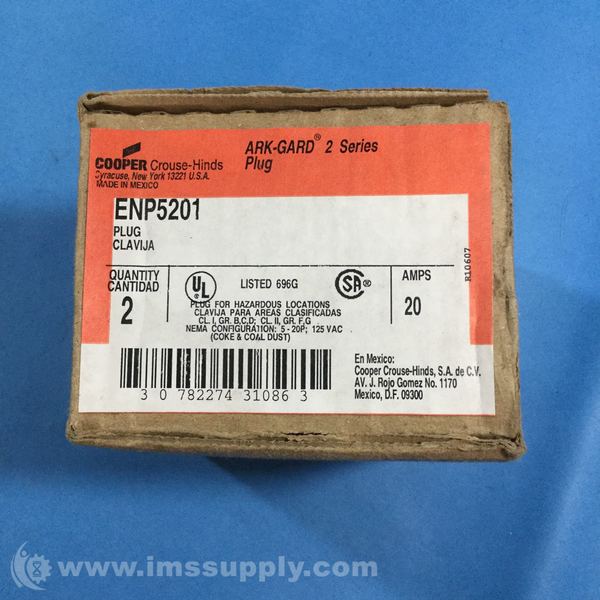 COOPER Crouse-Hinds
Syracuse, New York 13221 U.S.A.
MADE IN MEXICO
ARK-GARD® 2 Series
Plug
ENP5201
PLUG
CLAVIJA
QUANTITY
CANTIDAD
2
UL
LISTED 696G
SA®
AMPS
20
PLUG FOR HAZARDOUS LOCATIONS
CLAVIJA PARA AREAS CLASIFICADAS
CL. I, GR. B,C,D; CL. II, GR. F,G
NEMA CONFIGURATION: 5 - 20P; 125 VAC
(COKE & COAL DUST)
R10607
3 0 782274 31086 3
En Mexico:
Cooper Crouse-Hinds, S.A. de C.V.
AV. J. Rojo Gomez No. 1170
Mexico, D.F. 09300
© www.imssupply.com/